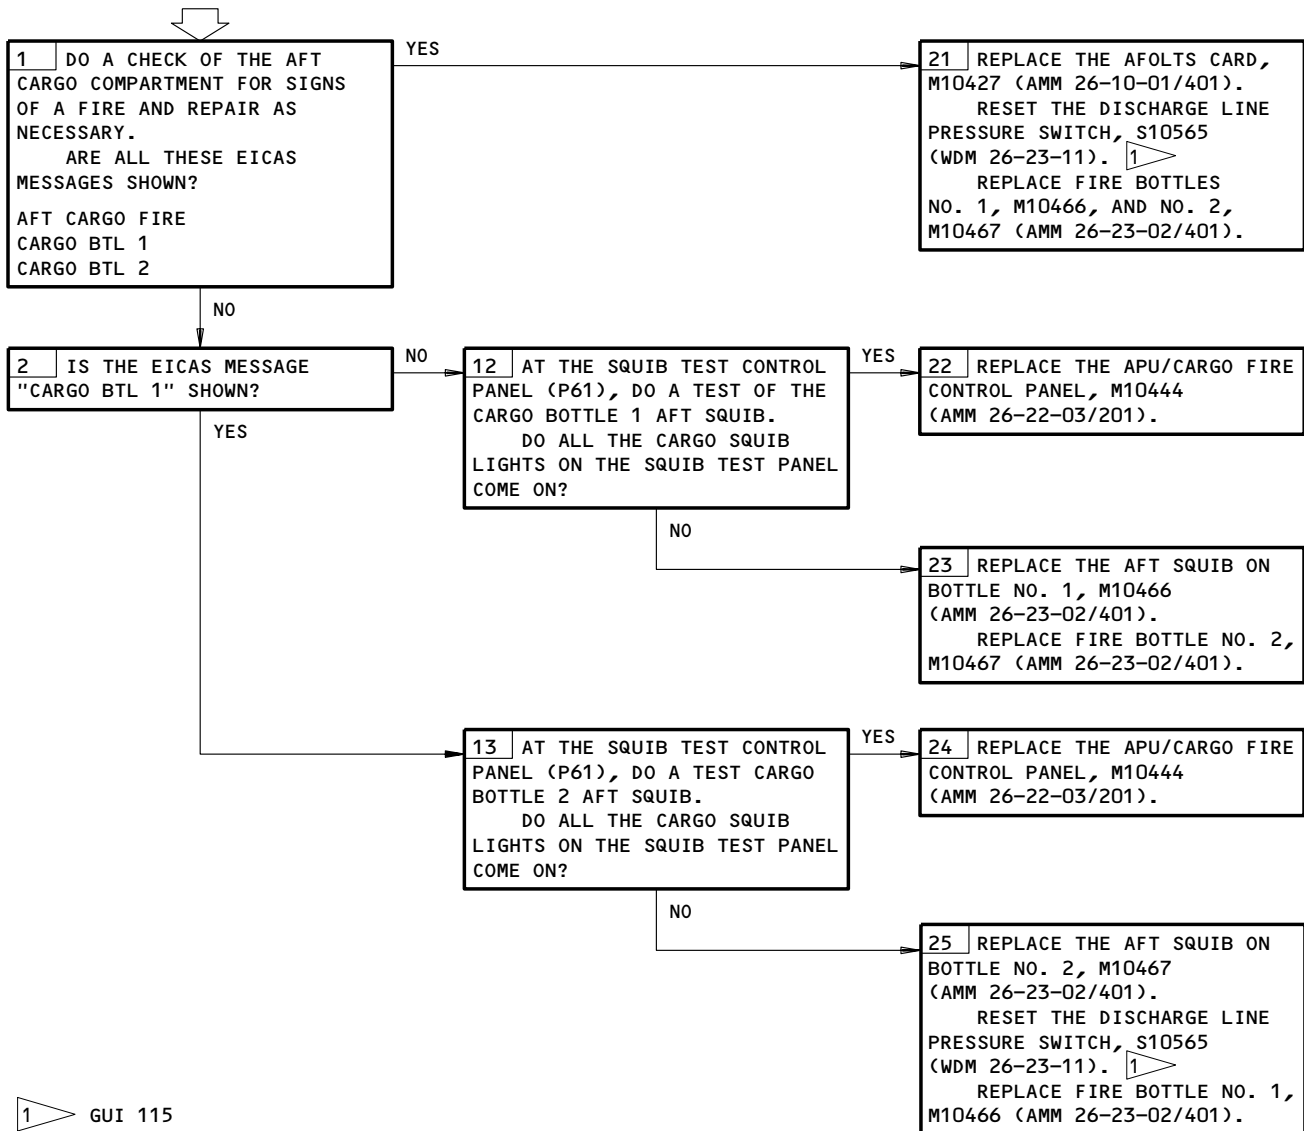 1 DO A CHECK OF THE AFT
CARGO COMPARTMENT FOR SIGNS
OF A FIRE AND REPAIR AS
NECESSARY.
ARE ALL THESE EICAS
MESSAGES SHOWN?
AFT CARGO FIRE
CARGO BTL 1
CARGO BTL 2
YES
21 REPLACE THE AFOLTS CARD,
M10427 (AMM 26-10-01/401).
RESET THE DISCHARGE LINE
PRESSURE SWITCH, S10565
(WDM 26-23-11). 1
REPLACE FIRE BOTTLES
NO. 1, M10466, AND NO. 2,
M10467 (AMM 26-23-02/401).
NO
2 IS THE EICAS MESSAGE
"CARGO BTL 1" SHOWN?
NO
12 AT THE SQUIB TEST CONTROL
PANEL (P61), DO A TEST OF THE
CARGO BOTTLE 1 AFT SQUIB.
DO ALL THE CARGO SQUIB
LIGHTS ON THE SQUIB TEST PANEL
COME ON?
YES
22 REPLACE THE APU/CARGO FIRE
CONTROL PANEL, M10444
(AMM 26-22-03/201).
YES
NO
23 REPLACE THE AFT SQUIB ON
BOTTLE NO. 1, M10466
(AMM 26-23-02/401).
REPLACE FIRE BOTTLE NO. 2,
M10467 (AMM 26-23-02/401).
13 AT THE SQUIB TEST CONTROL
PANEL (P61), DO A TEST CARGO
BOTTLE 2 AFT SQUIB.
DO ALL THE CARGO SQUIB
LIGHTS ON THE SQUIB TEST PANEL
COME ON?
YES
24 REPLACE THE APU/CARGO FIRE
CONTROL PANEL, M10444
(AMM 26-22-03/201).
NO
25 REPLACE THE AFT SQUIB ON
BOTTLE NO. 2, M10467
(AMM 26-23-02/401).
RESET THE DISCHARGE LINE
PRESSURE SWITCH, S10565
(WDM 26-23-11). 1
REPLACE FIRE BOTTLE NO. 1,
M10466 (AMM 26-23-02/401).
1 GUI 115